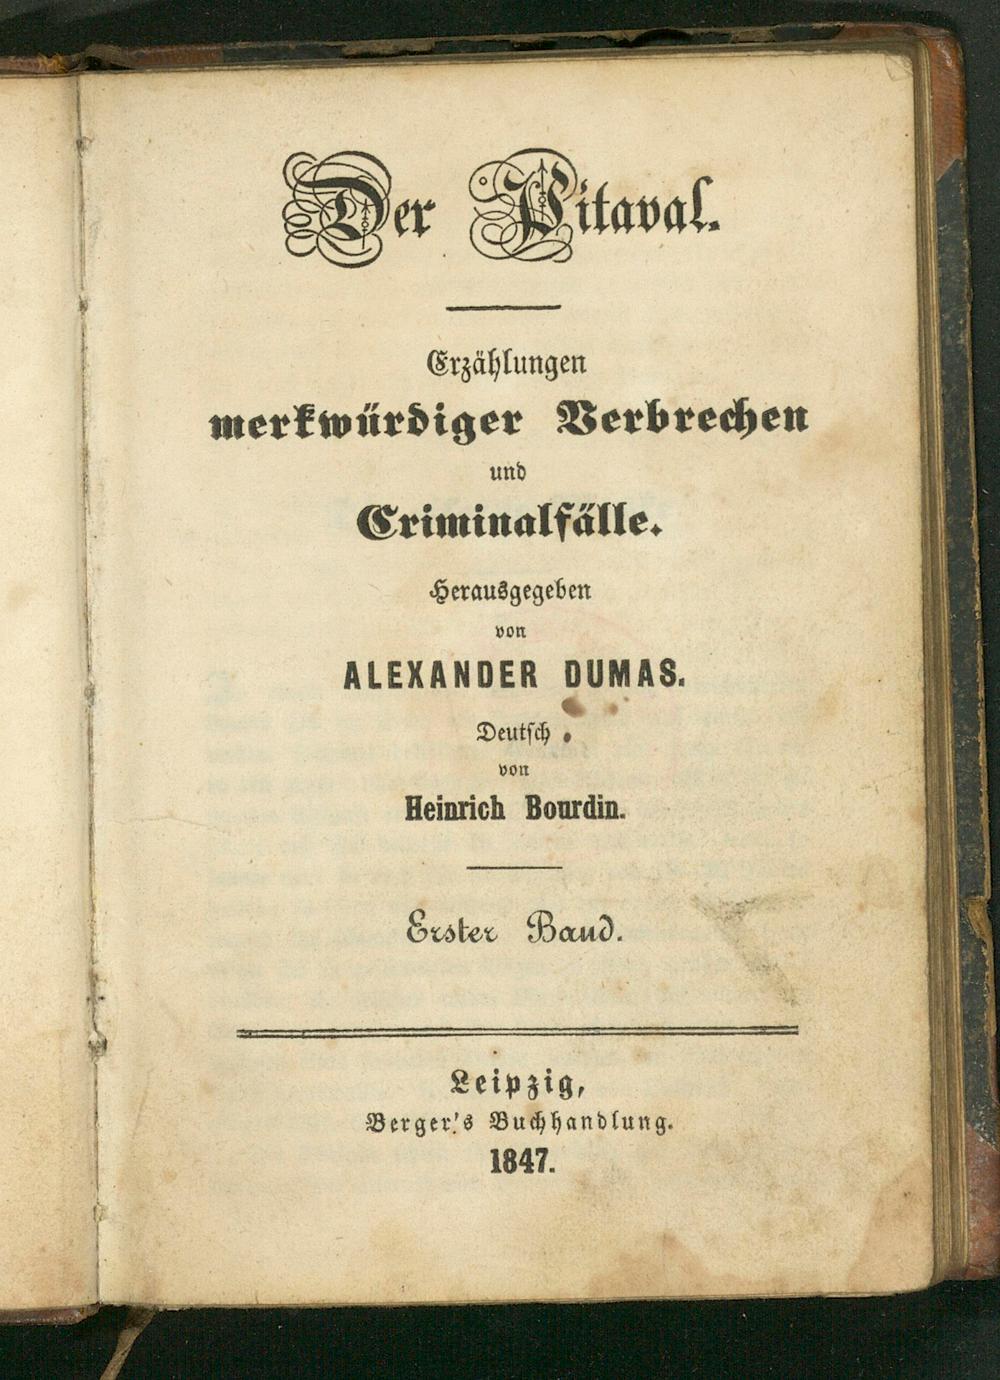 Der Pitaval.
Erzählungen
merkwürdiger Verbrechen
und
Criminalfälle.
Herausgegeben
von
ALEXANDER DUMAS.
Deutsch
von
Heinrich Bourdin.
Erster Band.
Leipzig,
Berger's Buchhandlung.
1847.